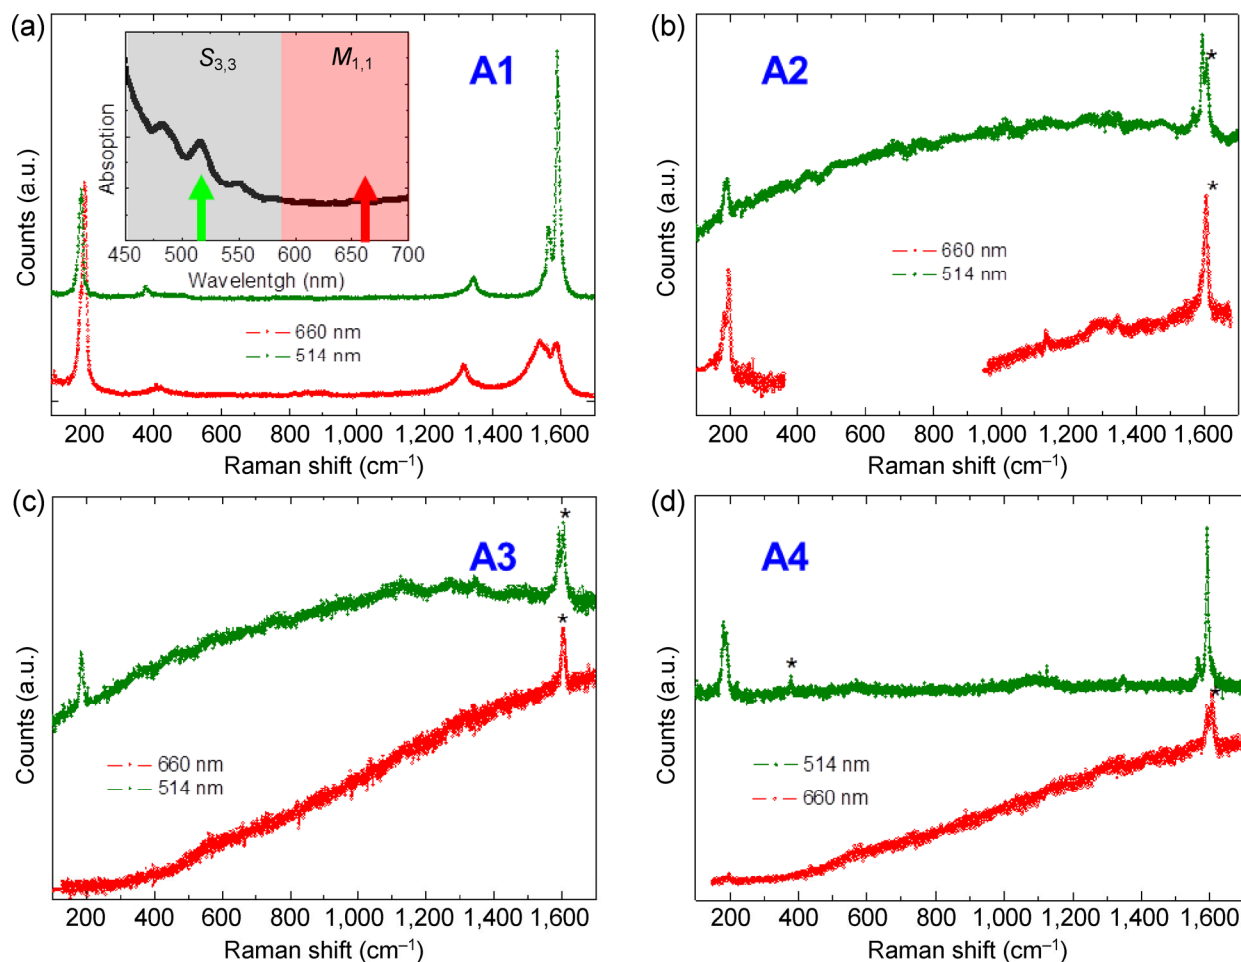 (a)
S3,3
M1,1
A1
Absoption
450 500 550 600 650 700
Wavelentgh (nm)
660 nm
514 nm
Counts (a.u.)
200 400 600 800 1,000 1,200 1,400 1,600
Raman shift (cm–1)
(b)
A2
*
*
660 nm
514 nm
Counts (a.u.)
200 400 600 800 1,000 1,200 1,400 1,600
Raman shift (cm–1)
(c)
A3
*
*
660 nm
514 nm
Counts (a.u.)
200 400 600 800 1,000 1,200 1,400 1,600
Raman shift (cm–1)
(d)
A4
*
*
514 nm
660 nm
Counts (a.u.)
200 400 600 800 1,000 1,200 1,400 1,600
Raman shift (cm–1)